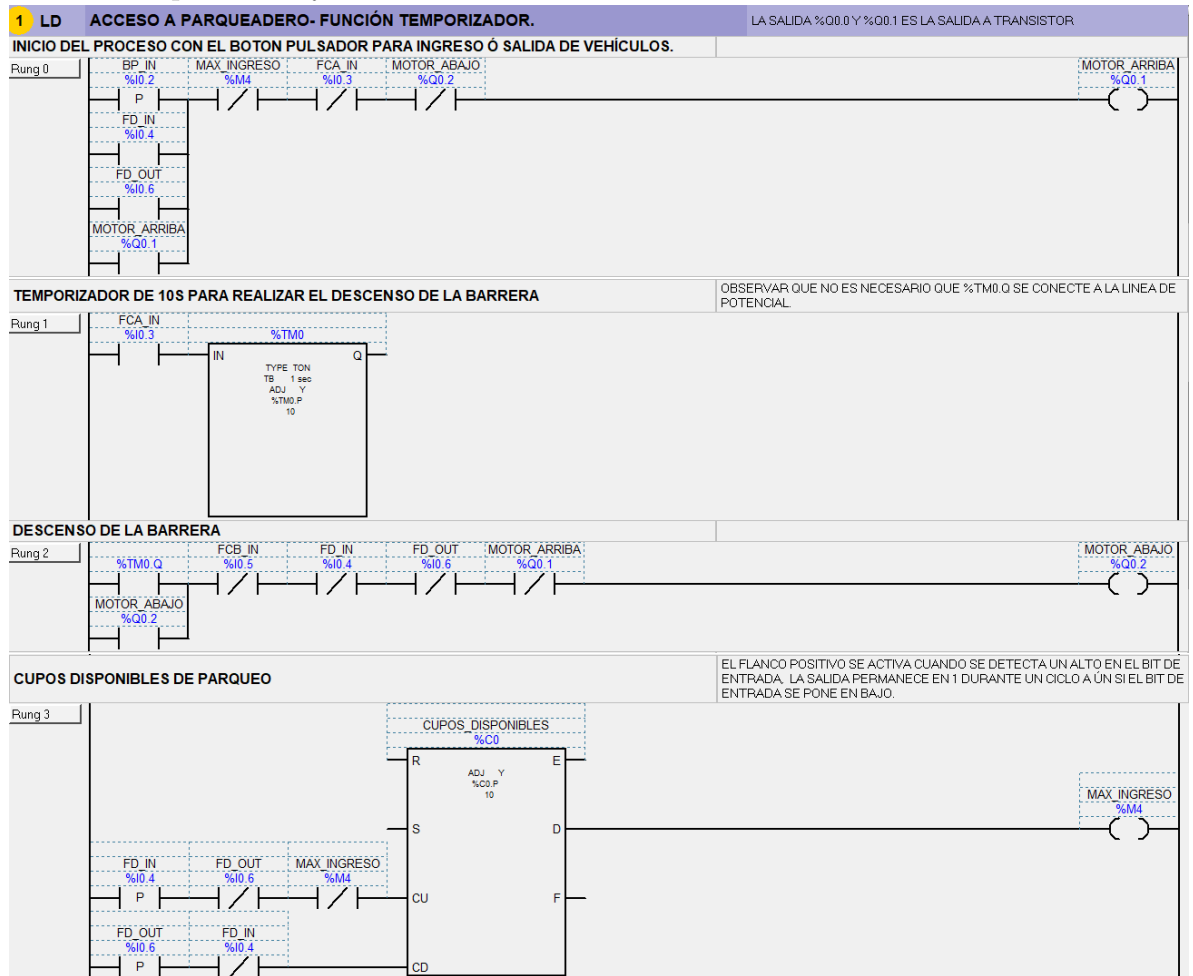 1 LD ACCESO A PARQUEADERO- FUNCIÓN TEMPORIZADOR. LA SALIDA %Q0.0 Y %Q0.1 ES LA SALIDA A TRANSISTOR
INICIO DEL PROCESO CON EL BOTON PULSADOR PARA INGRESO Ó SALIDA DE VEHÍCULOS.
Rung 0
BP_IN MAX_INGRESO FCA_IN MOTOR_ABAJO MOTOR_ARRIBA
%I0.2 %M4 %I0.3 %Q0.2 %Q0.1
P
FD_IN
%I0.4
FD_OUT
%I0.6
MOTOR_ARRIBA
%Q0.1
TEMPORIZADOR DE 10S PARA REALIZAR EL DESCENSO DE LA BARRERA
OBSERVAR QUE NO ES NECESARIO QUE %TM0.Q SE CONECTE A LA LINEA DE
POTENCIAL.
Rung 1
FCA_IN
%I0.3 %TM0
IN Q
TYPE TON
TB 1 sec
ADJ Y
%TM0.P
10
DESCENSO DE LA BARRERA
Rung 2
FCB_IN FD_IN FD_OUT MOTOR_ARRIBA MOTOR_ABAJO
%TM0.Q %I0.5 %I0.4 %I0.6 %Q0.1 %Q0.2
MOTOR_ABAJO
%Q0.2
CUPOS DISPONIBLES DE PARQUEO
EL FLANCO POSITIVO SE ACTIVA CUANDO SE DETECTA UN ALTO EN EL BIT DE
ENTRADA, LA SALIDA PERMANECE EN 1 DURANTE UN CICLO A ÚN SI EL BIT DE
ENTRADA SE PONE EN BAJO.
Rung 3
CUPOS_DISPONIBLES
%C0
R E
ADJ Y
%C0.P
10
MAX_INGRESO
%M4
S D
FD_IN FD_OUT MAX_INGRESO
%I0.4 %I0.6 %M4
P CU F
FD_OUT FD_IN
%I0.6 %I0.4
P CD